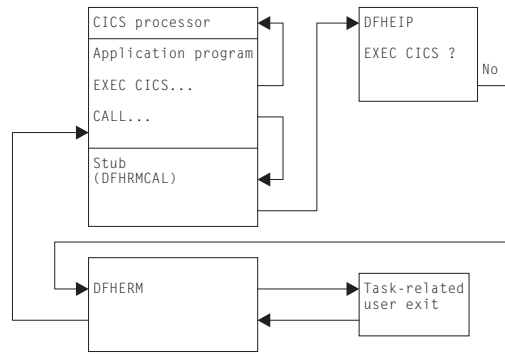 CICS processor
Application program
EXEC CICS...
CALL...
Stub
(DFHRMCAL)
DFHEIP
EXEC CICS ?
No
DFHERM
Task-related
user exit